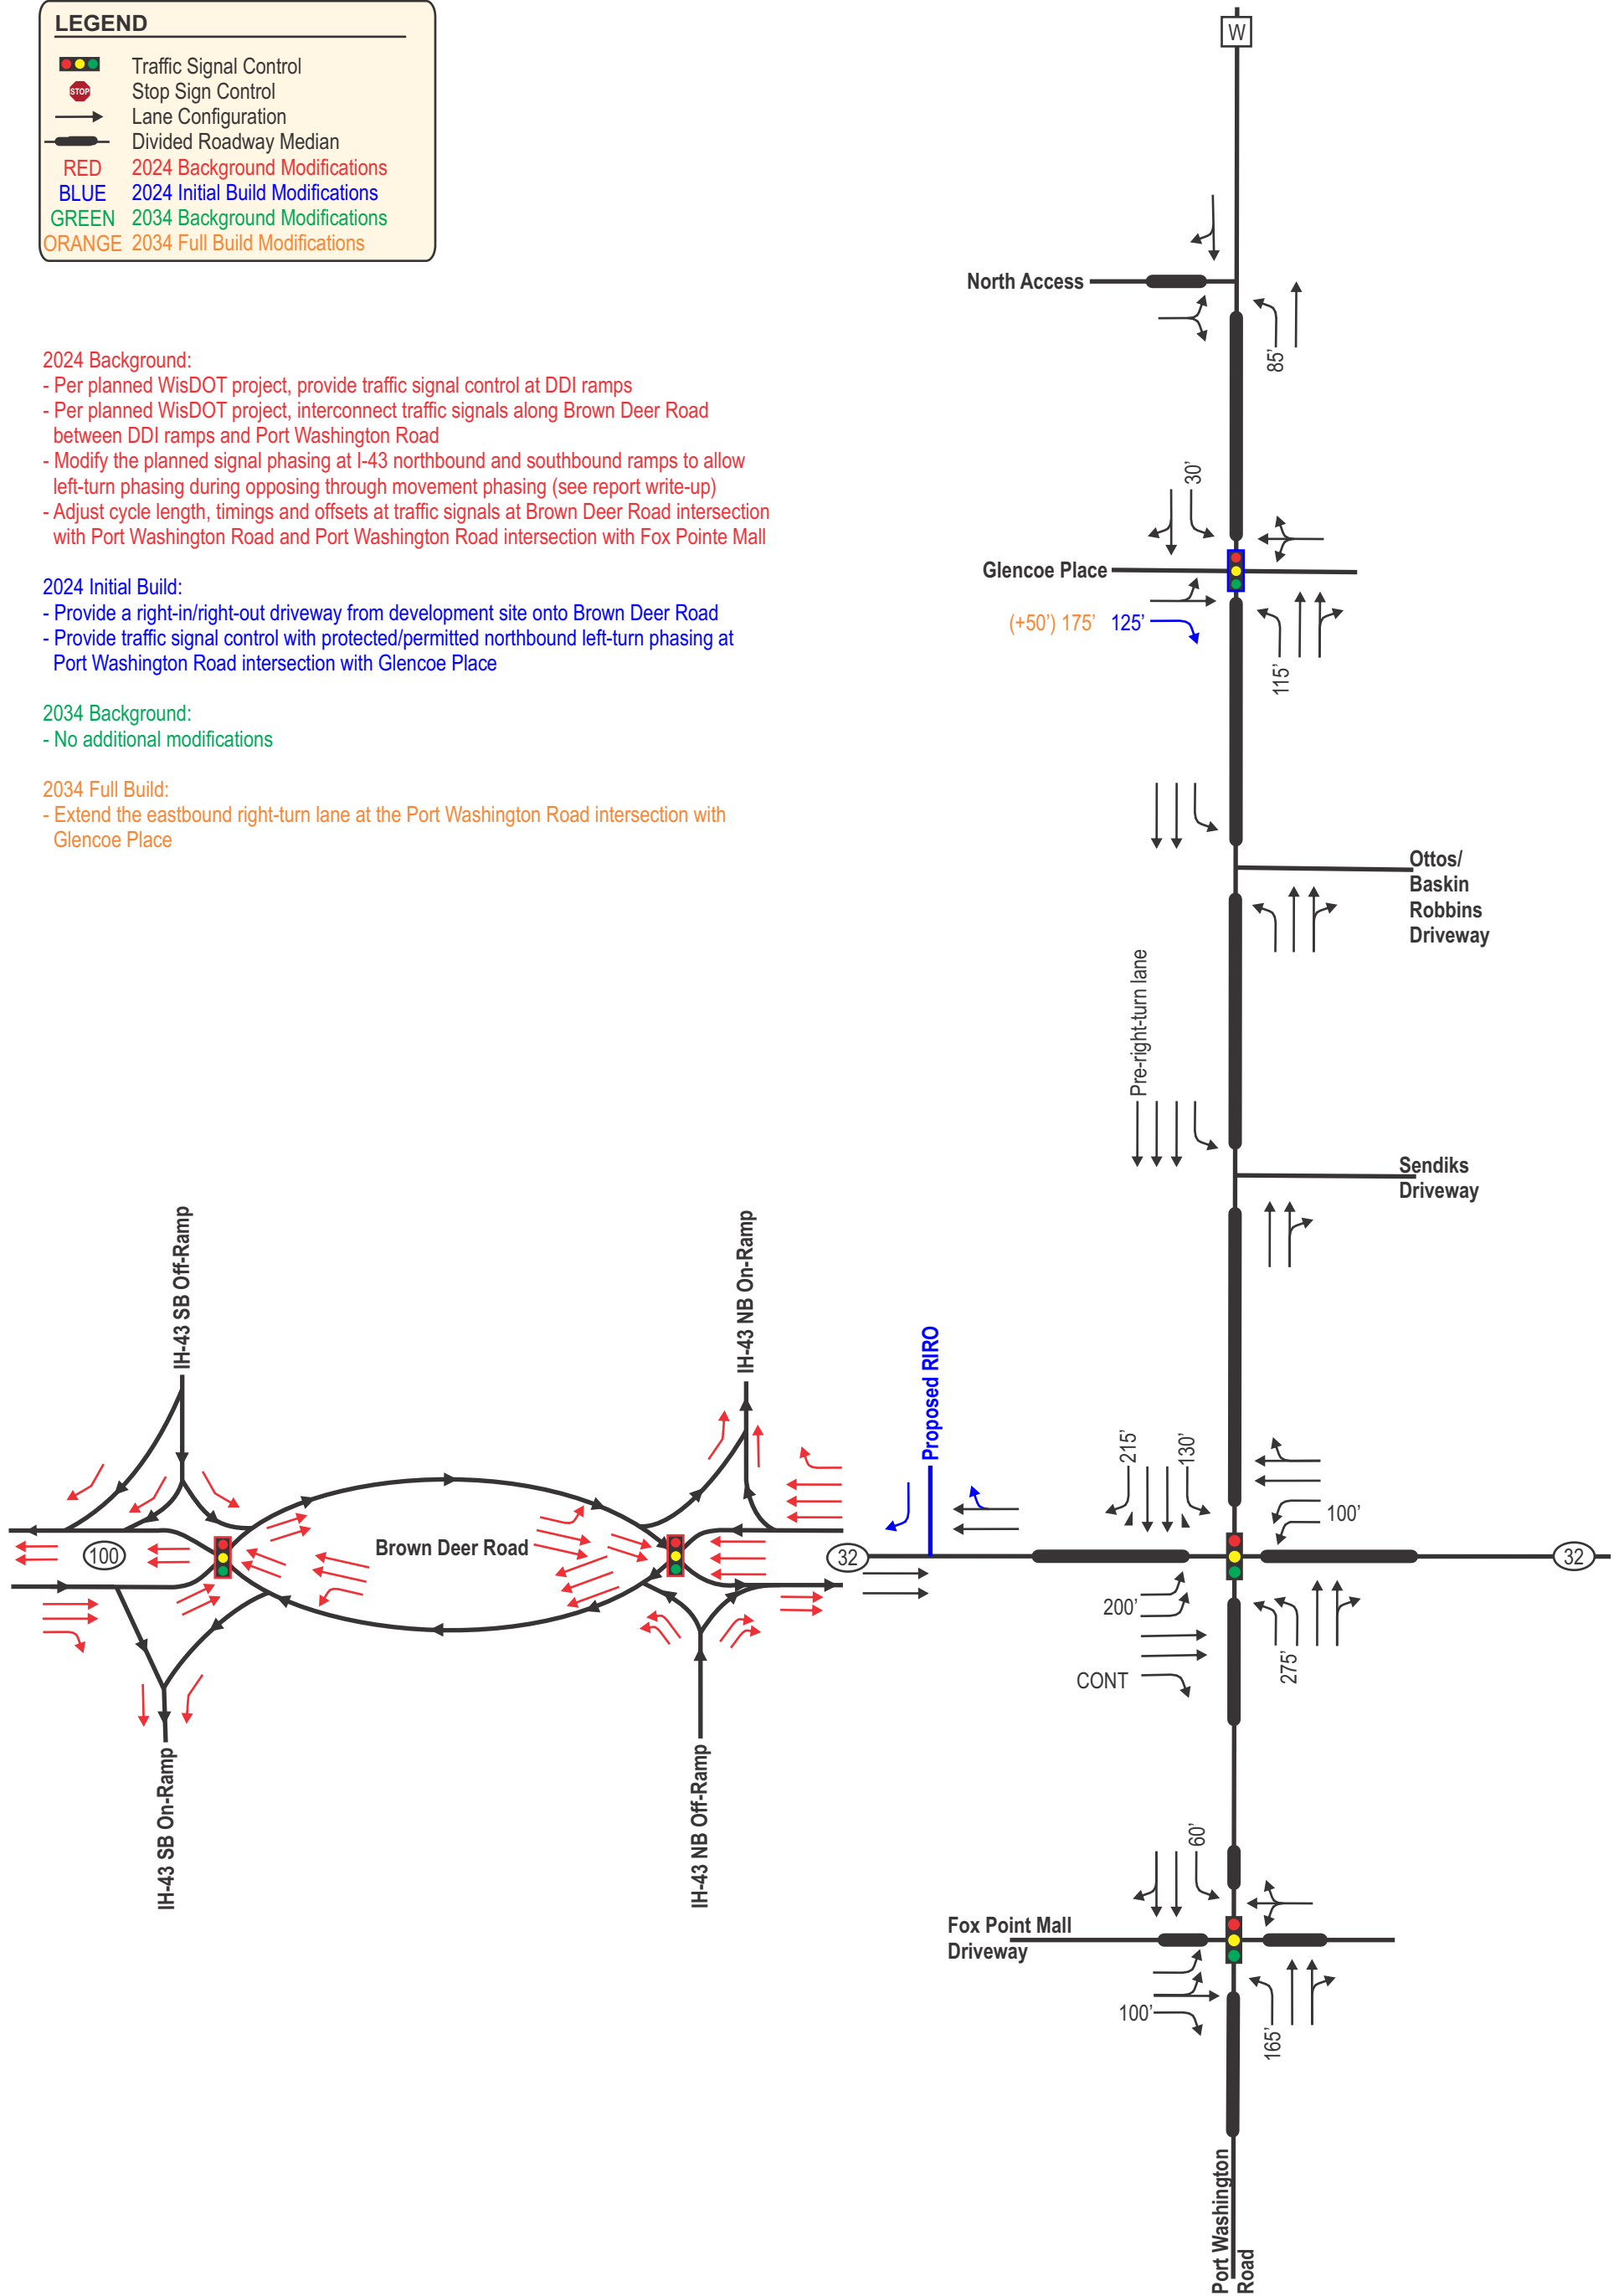 LEGEND
Traffic Signal Control
STOP Stop Sign Control
Lane Configuration
Divided Roadway Median
RED 2024 Background Modifications
BLUE 2024 Initial Build Modifications
GREEN 2034 Background Modifications
ORANGE 2034 Full Build Modifications
2024 Background:
- Per planned WisDOT project, provide traffic signal control at DDI ramps
- Per planned WisDOT project, interconnect traffic signals along Brown Deer Road
between DDI ramps and Port Washington Road
- Modify the planned signal phasing at I-43 northbound and southbound ramps to allow
left-turn phasing during opposing through movement phasing (see report write-up)
- Adjust cycle length, timings and offsets at traffic signals at Brown Deer Road intersection
with Port Washington Road and Port Washington Road intersection with Fox Pointe Mall
2024 Initial Build:
- Provide a right-in/right-out driveway from development site onto Brown Deer Road
- Provide traffic signal control with protected/permitted northbound left-turn phasing at
Port Washington Road intersection with Glencoe Place
2034 Background:
- No additional modifications
2034 Full Build:
- Extend the eastbound right-turn lane at the Port Washington Road intersection with
Glencoe Place
W
North Access
85'
30'
Glencoe Place
(+50') 175' 125'
115'
Ottos/
Baskin
Robbins
Driveway
Pre-right-turn lane
Sendiks
Driveway
IH-43 SB Off-Ramp
IH-43 NB On-Ramp
Proposed RIRO
215'
130'
100'
100
Brown Deer Road
32
32
200'
CONT
275'
IH-43 SB On-Ramp
IH-43 NB Off-Ramp
60'
Fox Point Mall
Driveway
100'
165'
Port Washington
Road